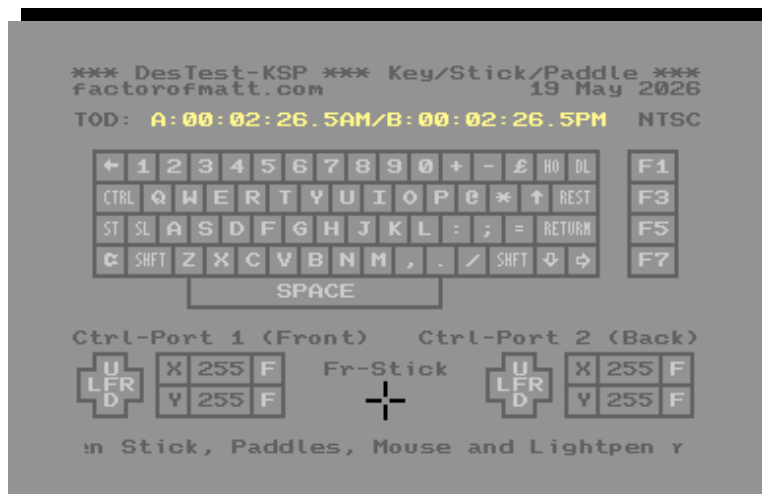 *** DesTest-KSP *** Key/Stick/Paddle ***
factorofmatt.com 19 May 2026
TOD: A:00:02:26.5AM/B:00:02:26.5PM NTSC
← 1 2 3 4 5 6 7 8 9 0 + - £ HO DL F1
CTRL Q W E R T Y U I O P @ * ↑ REST F3
ST SL A S D F G H J K L : ; = RETURN F5
C= SHFT Z X C V B N M , . / SHFT ⇩ ⇨ F7
SPACE
Ctrl-Port 1 (Front) Ctrl-Port 2 (Back)
U X 255 F Fr-Stick U X 255 F
LFR LFR
D Y 255 F D Y 255 F
Stick, Paddles, Mouse and Lightpen